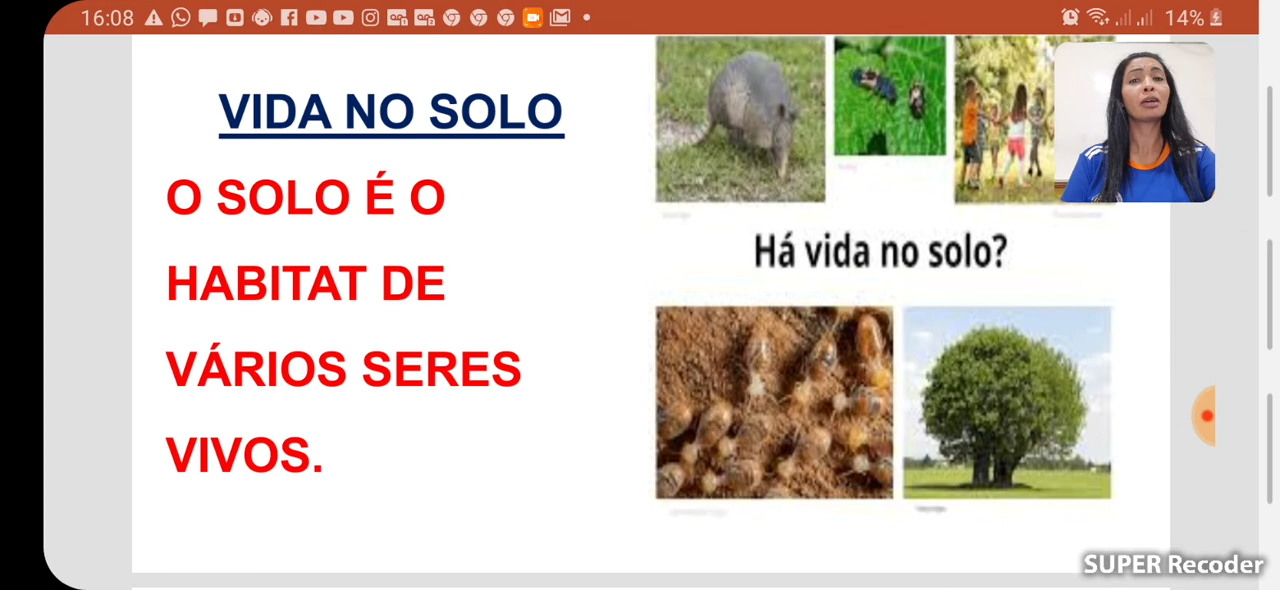 16:08
14%
VIDA NO SOLO
O SOLO É O
HABITAT DE
VÁRIOS SERES
VIVOS.
Há vida no solo?
SUPER Recoder